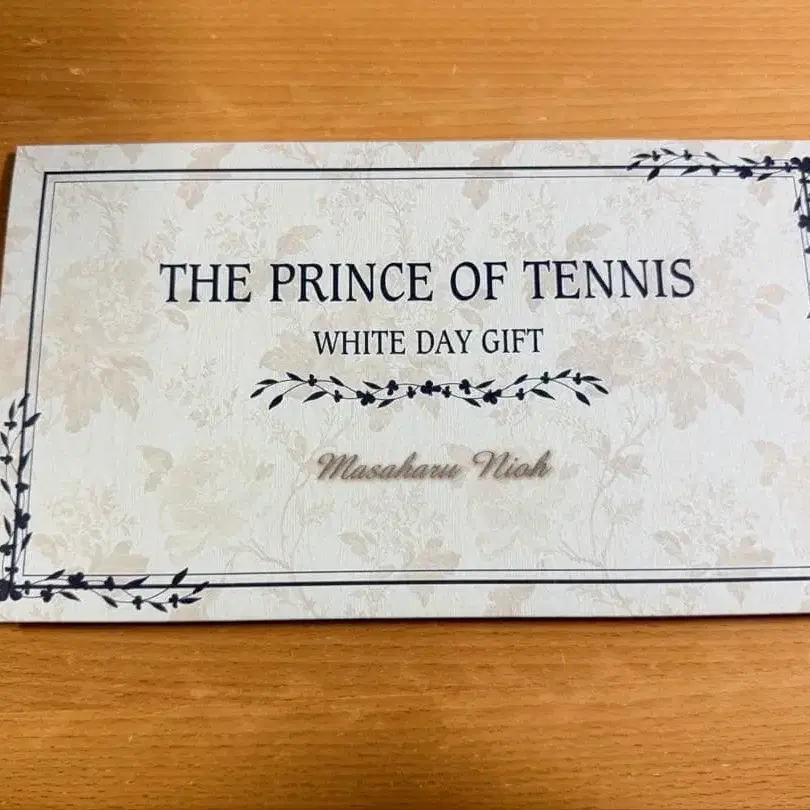 THE PRINCE OF TENNIS
WHITE DAY GIFT
Masaharu Nioh